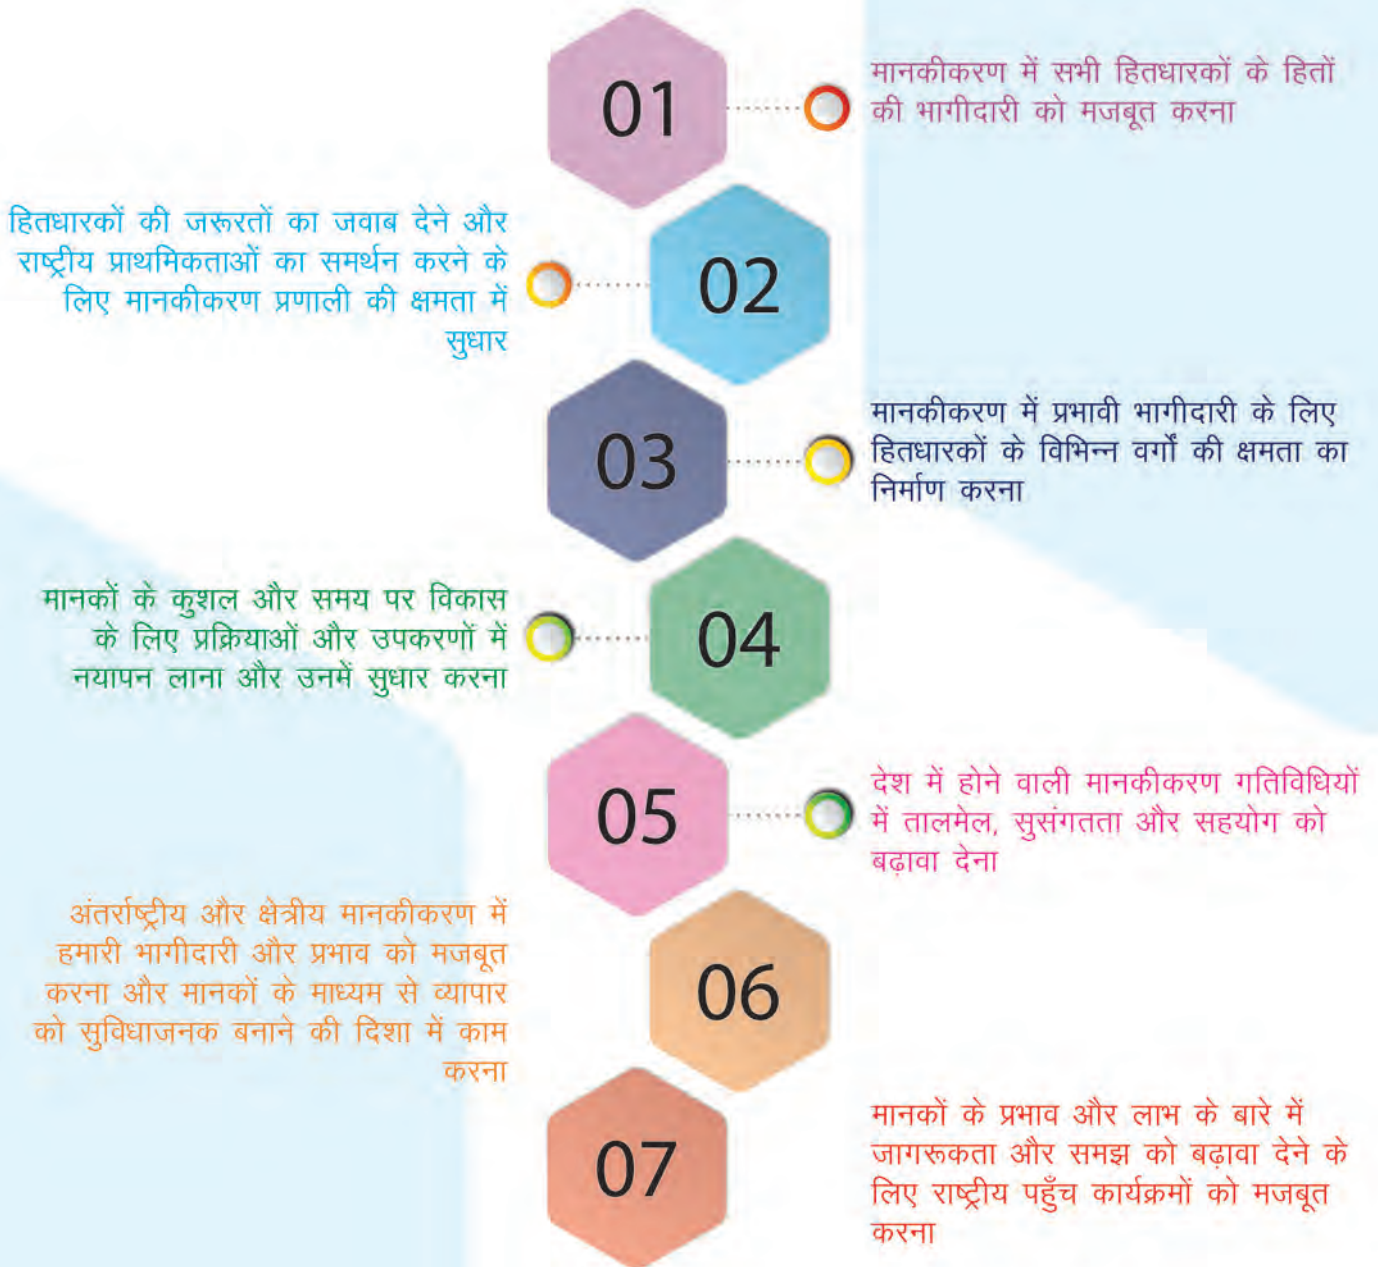 01
मानकीकरण में सभी हितधारकों के हितों
की भागीदारी को मजबूत करना
02
हितधारकों की जरूरतों का जवाब देने और
राष्ट्रीय प्राथमिकताओं का समर्थन करने के
लिए मानकीकरण प्रणाली की क्षमता में
सुधार
03
मानकीकरण में प्रभावी भागीदारी के लिए
हितधारकों के विभिन्न वर्गों की क्षमता का
निर्माण करना
04
मानकों के कुशल और समय पर विकास
के लिए प्रक्रियाओं और उपकरणों में
नयापन लाना और उनमें सुधार करना
05
देश में होने वाली मानकीकरण गतिविधियों
में तालमेल, सुसंगतता और सहयोग को
बढ़ावा देना
06
अंतर्राष्ट्रीय और क्षेत्रीय मानकीकरण में
हमारी भागीदारी और प्रभाव को मजबूत
करना और मानकों के माध्यम से व्यापार
को सुविधाजनक बनाने की दिशा में काम
करना
07
मानकों के प्रभाव और लाभ के बारे में
जागरूकता और समझ को बढ़ावा देने के
लिए राष्ट्रीय पहुँच कार्यक्रमों को मजबूत
करना